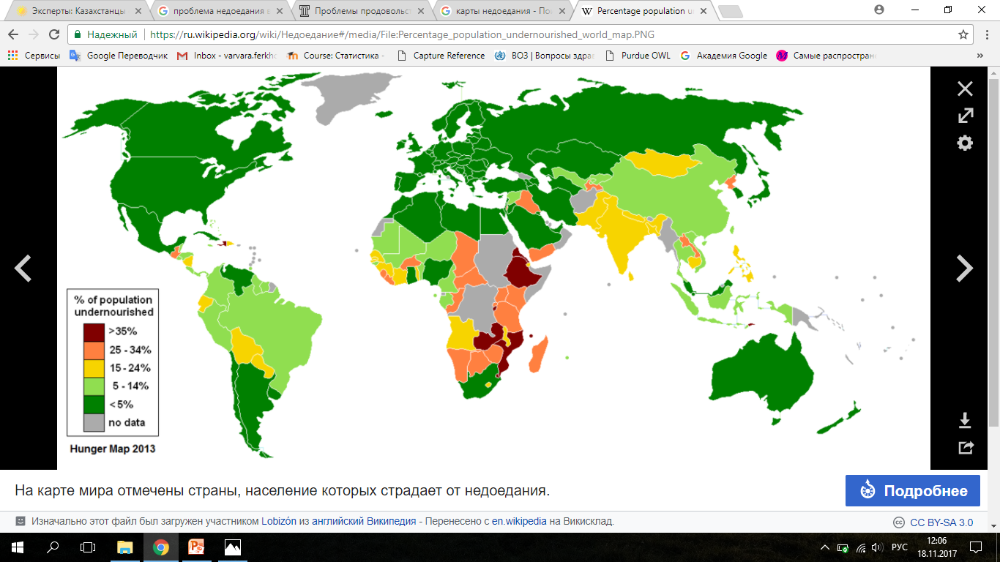 Эксперты: Казахстанцы
проблема недоедания в
Проблемы продовольст
карты недоедания - По
Percentage population u
Надежный
https://ru.wikipedia.org/wiki/Недоедание#/media/File:Percentage_population_undernourished_world_map.PNG
Сервисы
Google Переводчик
Inbox - varvara.ferkho
Course: Статистика -
Capture Reference
ВОЗ | Вопросы здра
Purdue OWL
Академия Google
Самые распростран
»
% of population
undernourished
>35%
25 - 34%
15 - 24%
5 - 14%
<5%
no data
Hunger Map 2013
На карте мира отмечены страны, население которых страдает от недоедания.
Подробнее
Изначально этот файл был загружен участником Lobizón из английский Википедия - Перенесено с en.wikipedia на Викисклад.
CC BY-SA 3.0
РУС
12:06
18.11.2017